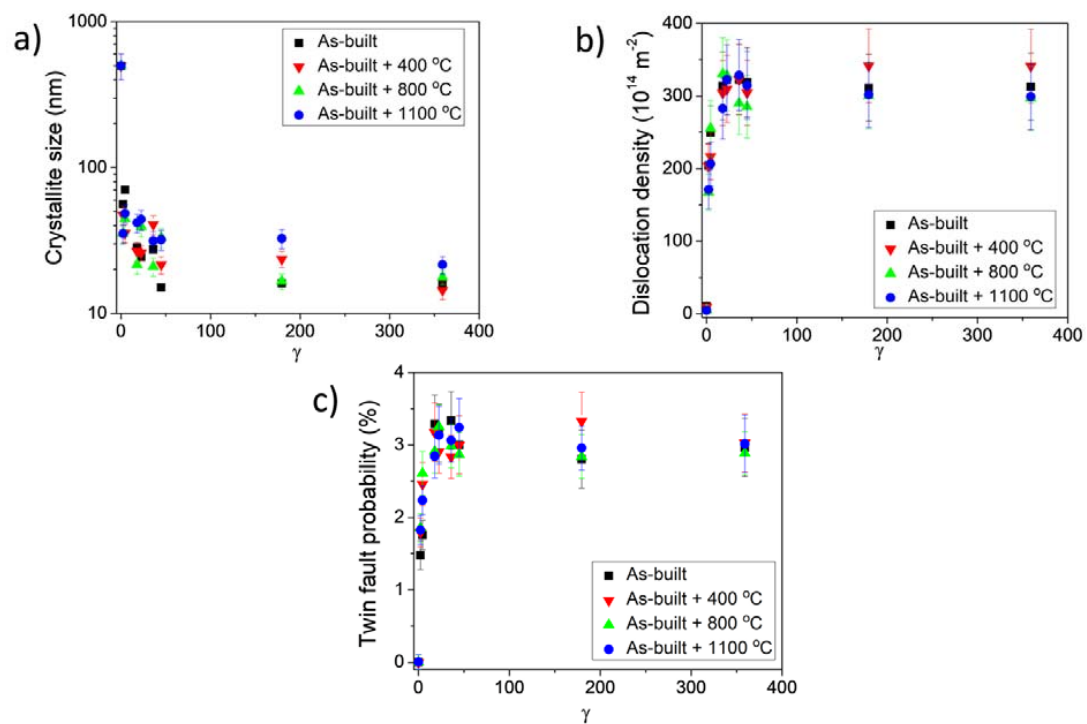 a)
1000
100
10
0
100
200
300
400
Crystallite size (nm)
γ
As-built
As-built + 400 °C
As-built + 800 °C
As-built + 1100 °C
b)
400
300
200
100
0
0
100
200
300
400
Dislocation density (10¹⁴ m⁻²)
γ
As-built
As-built + 400 °C
As-built + 800 °C
As-built + 1100 °C
c)
4
3
2
1
0
0
100
200
300
400
Twin fault probability (%)
γ
As-built
As-built + 400 °C
As-built + 800 °C
As-built + 1100 °C